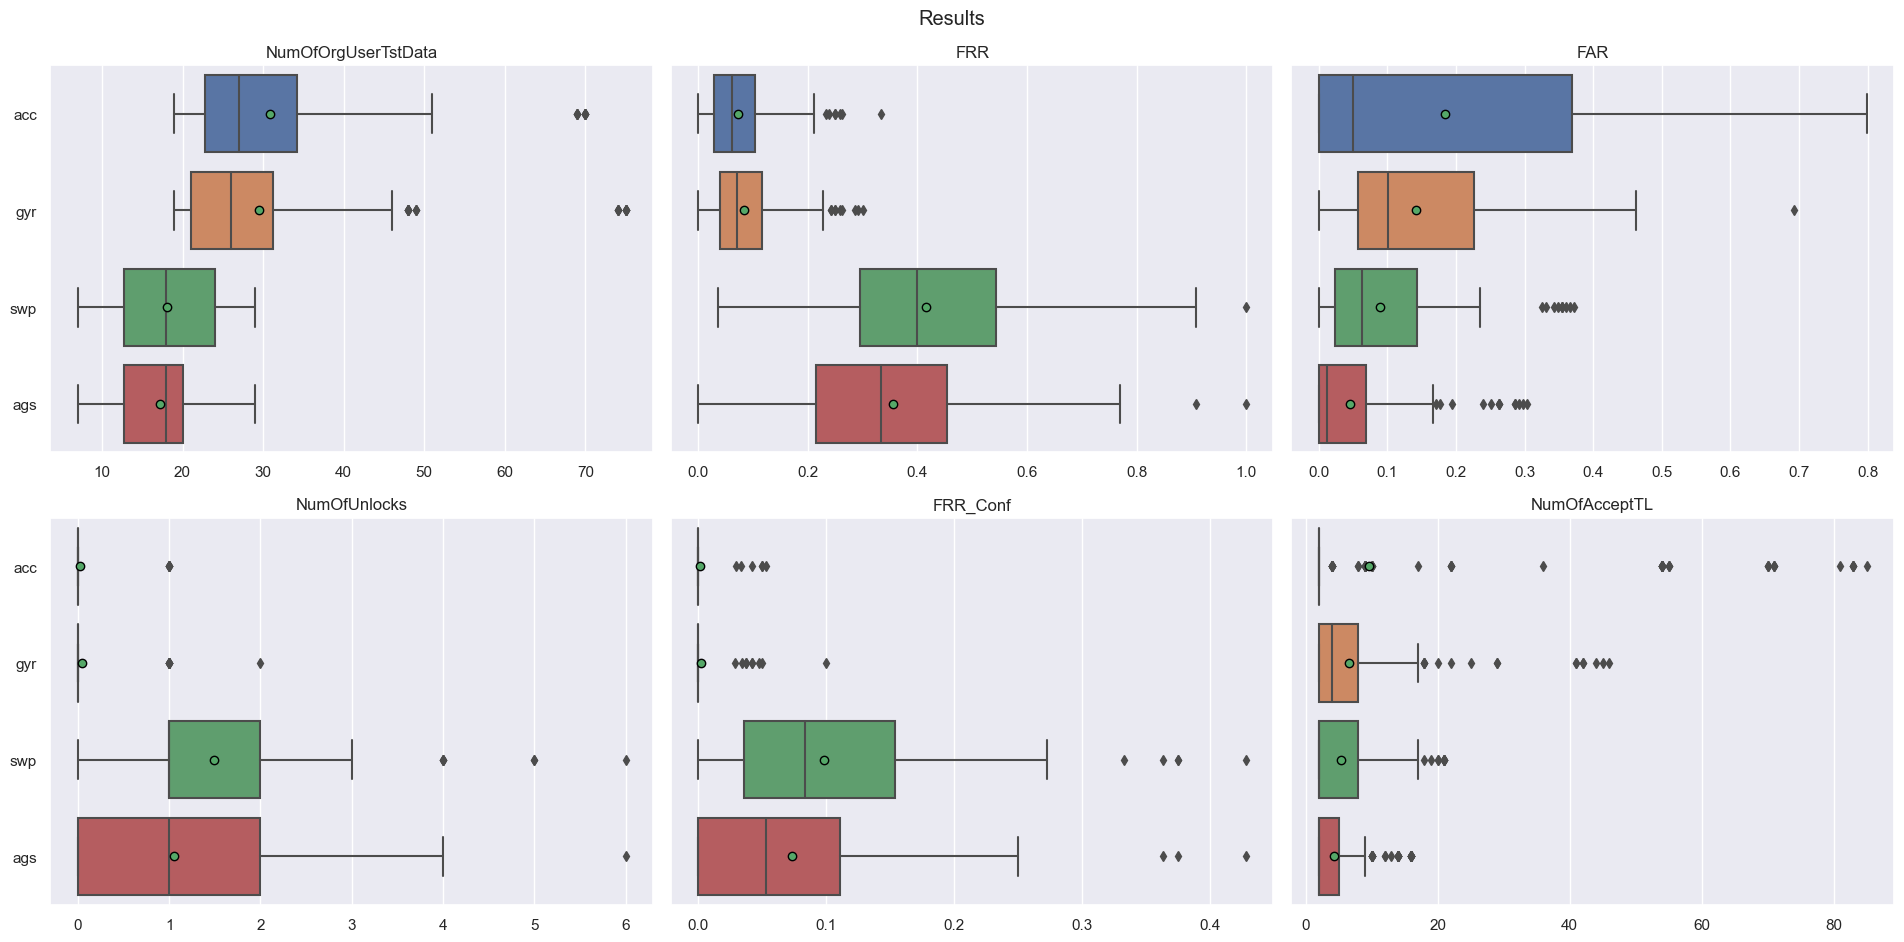 Results
NumOfOrgUserTstData
FRR
FAR
acc
gyr
swp
ags
10 20 30 40 50 60 70
0.0 0.2 0.4 0.6 0.8 1.0
0.0 0.1 0.2 0.3 0.4 0.5 0.6 0.7 0.8
NumOfUnlocks
FRR_Conf
NumOfAcceptTL
acc
gyr
swp
ags
0 1 2 3 4 5 6
0.0 0.1 0.2 0.3 0.4
0 20 40 60 80